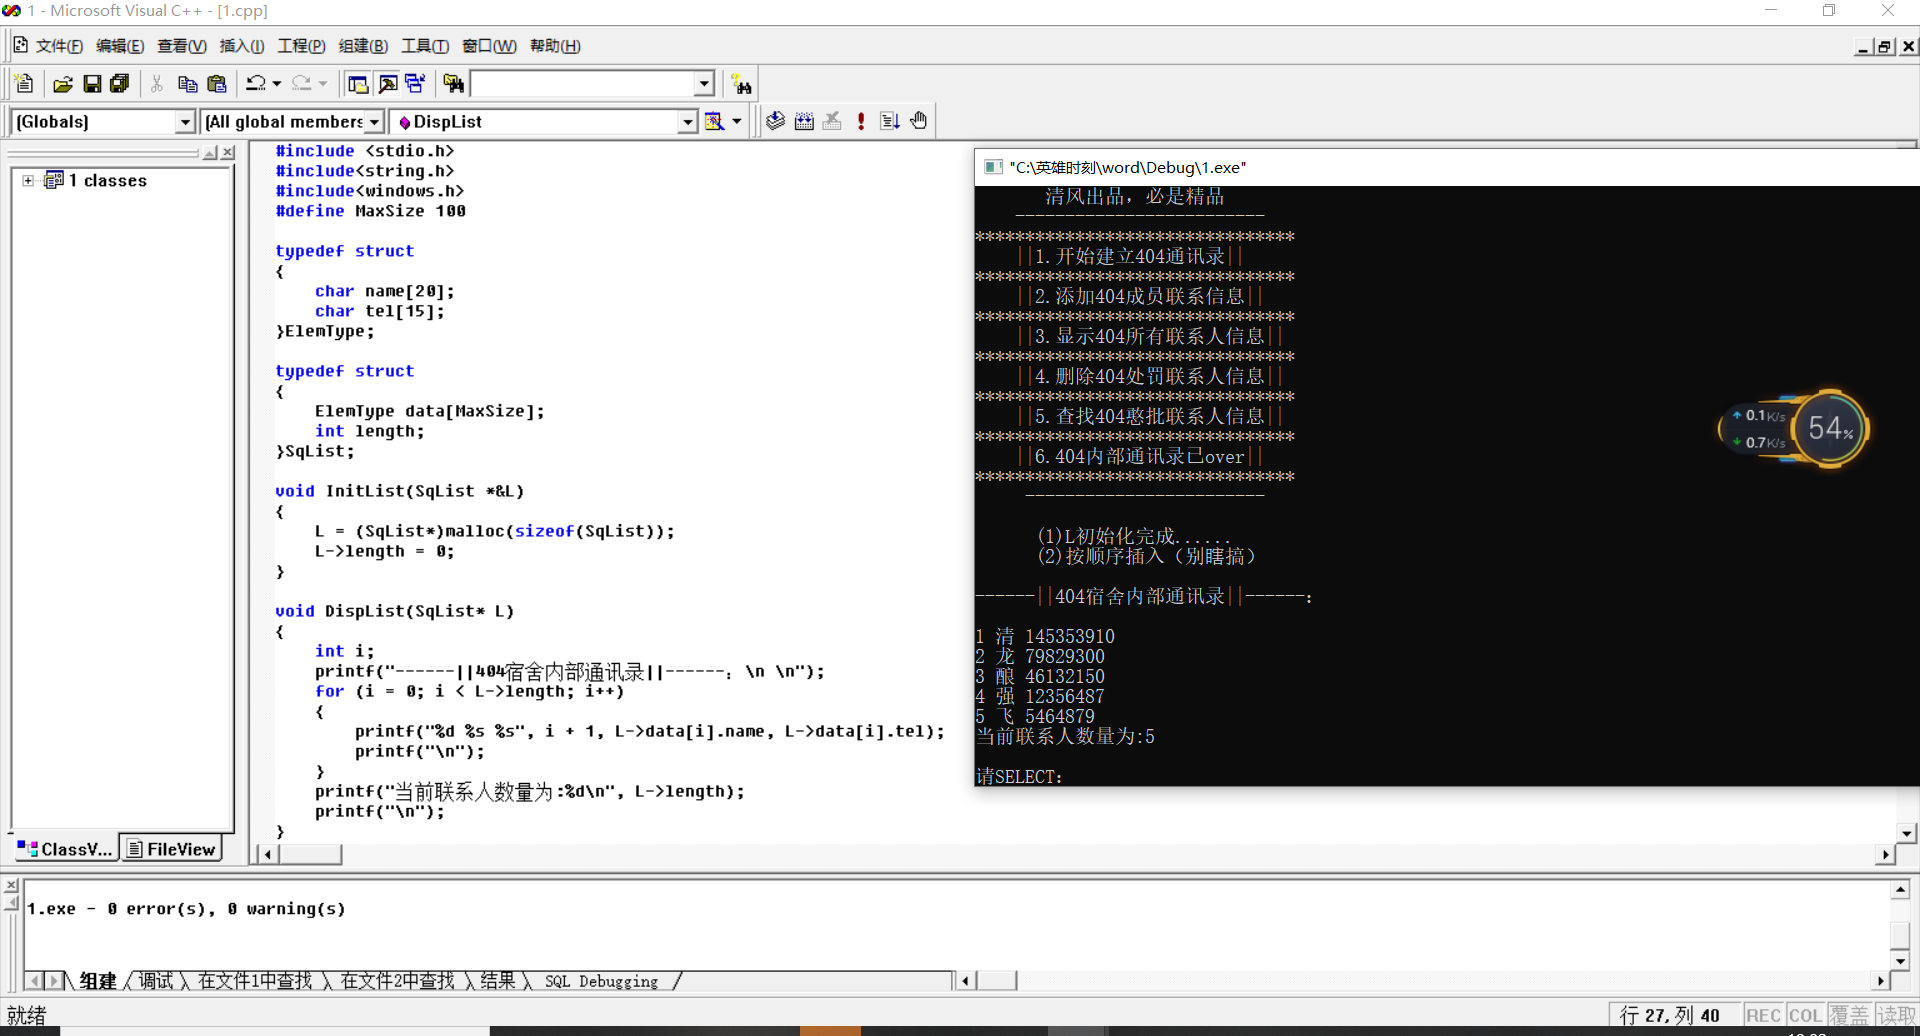 1 - Microsoft Visual C++ - [1.cpp]
文件(F) 编辑(E) 查看(V) 插入(I) 工程(P) 组建(B) 工具(T) 窗口(W) 帮助(H)
(Globals) (All global members DispList
1 classes
ClassV... FileView
#include <stdio.h>
#include<string.h>
#include<windows.h>
#define MaxSize 100
typedef struct
{
char name[20];
char tel[15];
}ElemType;
typedef struct
{
ElemType data[MaxSize];
int length;
}SqList;
void InitList(SqList *&L)
{
L = (SqList*)malloc(sizeof(SqList));
L->length = 0;
}
void DispList(SqList* L)
{
int i;
printf("------||404宿舍内部通讯录||------：\n \n");
for (i = 0; i < L->length; i++)
{
printf("%d %s %s", i + 1, L->data[i].name, L->data[i].tel);
printf("\n");
}
printf("当前联系人数量为:%d\n", L->length);
printf("\n");
}
"C:\英雄时刻\word\Debug\1.exe"
清风出品，必是精品
-------------------------
********************************
||1.开始建立404通讯录||
********************************
||2.添加404成员联系信息||
********************************
||3.显示404所有联系人信息||
********************************
||4.删除404处罚联系人信息||
********************************
||5.查找404憨批联系人信息||
********************************
||6.404内部通讯录已over||
********************************
------------------------
(1)L初始化完成......
(2)按顺序插入（别瞎搞）
------||404宿舍内部通讯录||------：
1 清 145353910
2 龙 79829300
3 酿 46132150
4 强 12356487
5 飞 5464879
当前联系人数量为:5
请SELECT:
0.1K/s
0.7K/s
54%
1.exe - 0 error(s), 0 warning(s)
组建 调试 在文件1中查找 在文件2中查找 结果 SQL Debugging
就绪 行 27, 列 40 REC COL 覆盖 读取